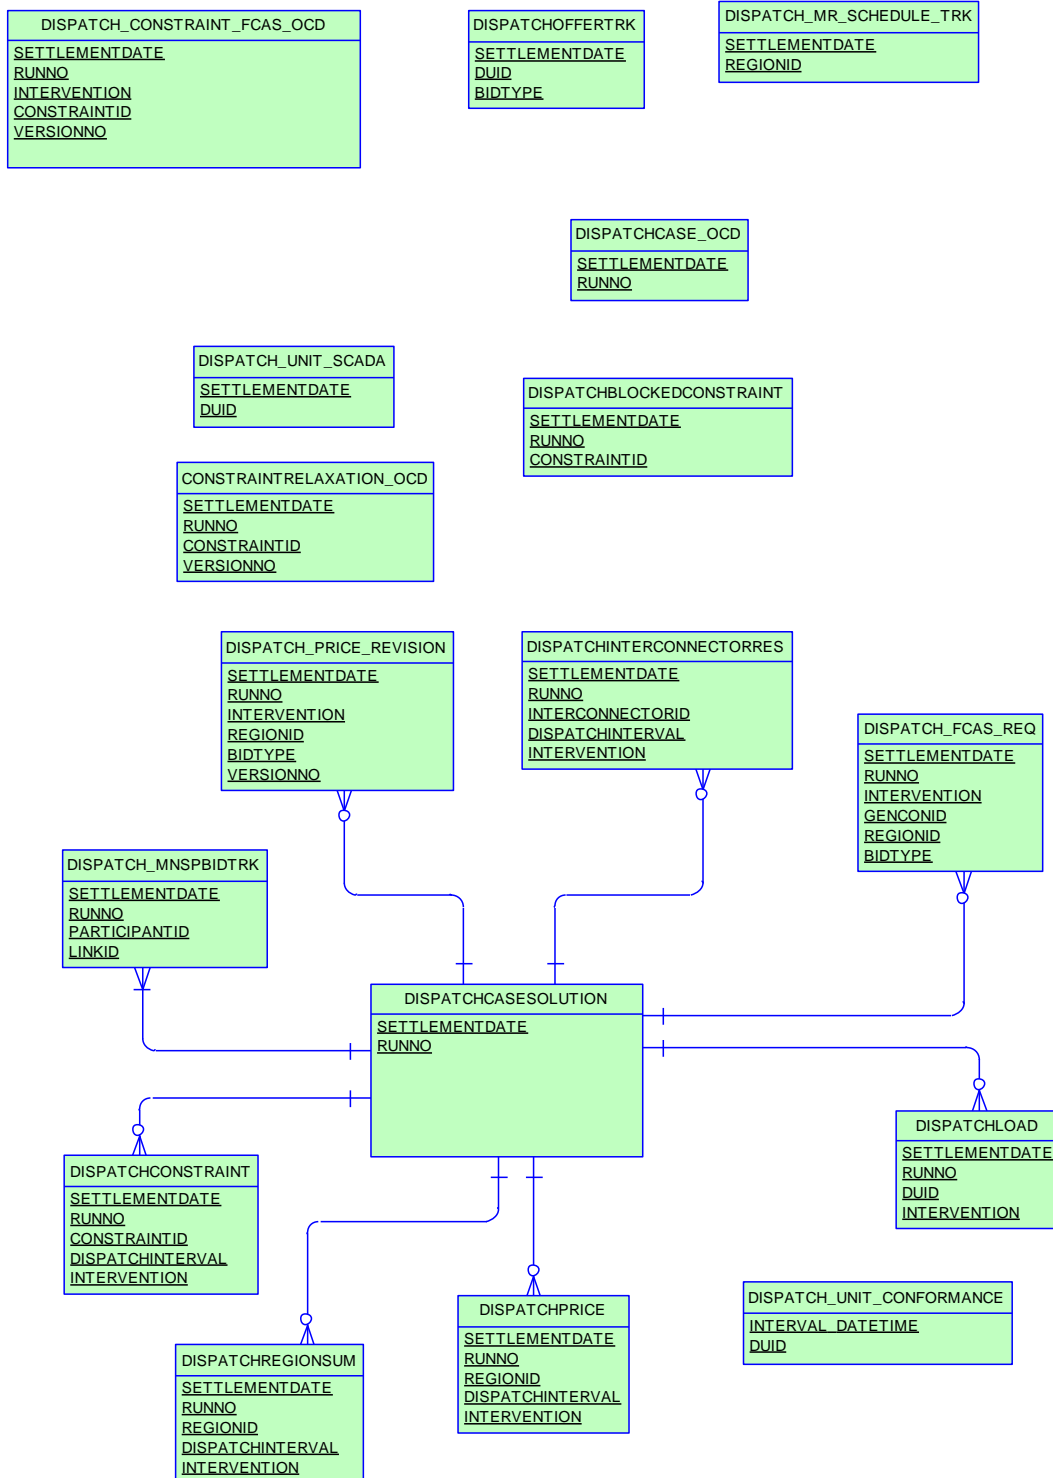 DISPATCH_CONSTRAINT_FCAS_OCD
SETTLEMENTDATE
RUNNO
INTERVENTION
CONSTRAINTID
VERSIONNO
DISPATCHOFFERTRK
SETTLEMENTDATE
DUID
BIDTYPE
DISPATCH_MR_SCHEDULE_TRK
SETTLEMENTDATE
REGIONID
DISPATCHCASE_OCD
SETTLEMENTDATE
RUNNO
DISPATCH_UNIT_SCADA
SETTLEMENTDATE
DUID
DISPATCHBLOCKEDCONSTRAINT
SETTLEMENTDATE
RUNNO
CONSTRAINTID
CONSTRAINTRELAXATION_OCD
SETTLEMENTDATE
RUNNO
CONSTRAINTID
VERSIONNO
DISPATCH_PRICE_REVISION
SETTLEMENTDATE
RUNNO
INTERVENTION
REGIONID
BIDTYPE
VERSIONNO
DISPATCHINTERCONNECTORRES
SETTLEMENTDATE
RUNNO
INTERCONNECTORID
DISPATCHINTERVAL
INTERVENTION
DISPATCH_FCAS_REQ
SETTLEMENTDATE
RUNNO
INTERVENTION
GENCONID
REGIONID
BIDTYPE
DISPATCH_MNSPBIDTRK
SETTLEMENTDATE
RUNNO
PARTICIPANTID
LINKID
DISPATCHCASESOLUTION
SETTLEMENTDATE
RUNNO
DISPATCHLOAD
SETTLEMENTDATE
RUNNO
DUID
INTERVENTION
DISPATCHCONSTRAINT
SETTLEMENTDATE
RUNNO
CONSTRAINTID
DISPATCHINTERVAL
INTERVENTION
DISPATCH_UNIT_CONFORMANCE
INTERVAL_DATETIME
DUID
DISPATCHPRICE
SETTLEMENTDATE
RUNNO
REGIONID
DISPATCHINTERVAL
INTERVENTION
DISPATCHREGIONSUM
SETTLEMENTDATE
RUNNO
REGIONID
DISPATCHINTERVAL
INTERVENTION